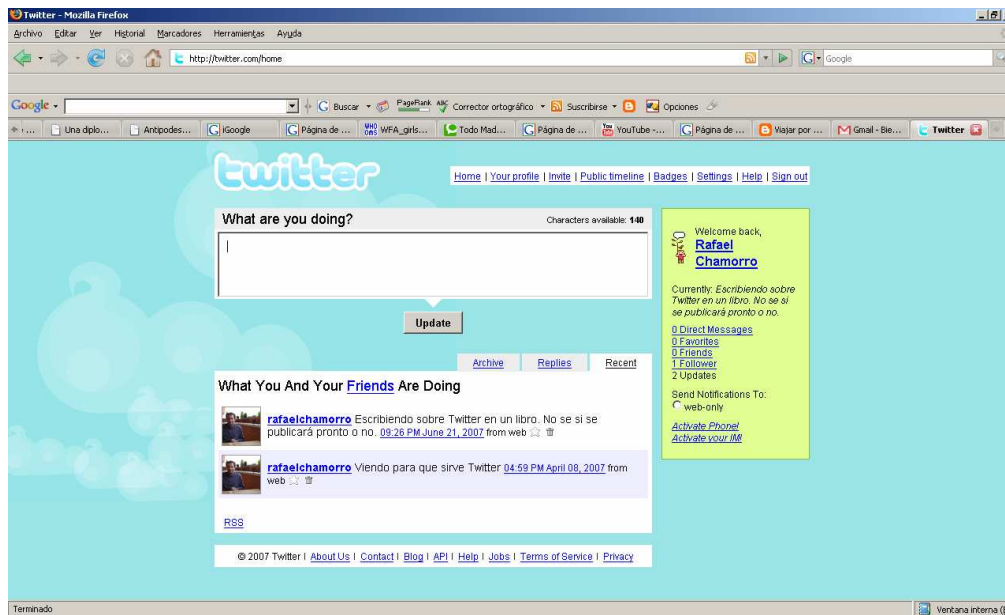 Twitter - Mozilla Firefox
Archivo Editar Ver Historial Marcadores Herramientas Ayuda
http://twitter.com/home
G Google
Google
G Buscar PageRank ABC Corrector ortográfico Suscribirse Opciones
Una diplo...
Antipodes...
iGoogle
Página de ...
WFA_girls...
Todo Mad...
Página de ...
YouTube -...
Página de ...
Viajar por ...
Gmail - Bie...
Twitter
twitter
Home | Your profile | Invite | Public timeline | Badges | Settings | Help | Sign out
What are you doing?
Characters available: 140
Update
Archive Replies Recent
What You And Your Friends Are Doing
rafaelchamorro Escribiendo sobre Twitter en un libro. No se si se
publicará pronto o no. 09:26 PM June 21, 2007 from web
rafaelchamorro Viendo para que sirve Twitter 04:59 PM April 08, 2007 from
web
RSS
© 2007 Twitter | About Us | Contact | Blog | API | Help | Jobs | Terms of Service | Privacy
Welcome back,
Rafael
Chamorro
Currently: Escribiendo sobre
Twitter en un libro. No se si
se publicará pronto o no.
0 Direct Messages
0 Favorites
0 Friends
1 Follower
2 Updates
Send Notifications To:
web-only
Activate Phone!
Activate your IM!
Terminado
Ventana interna